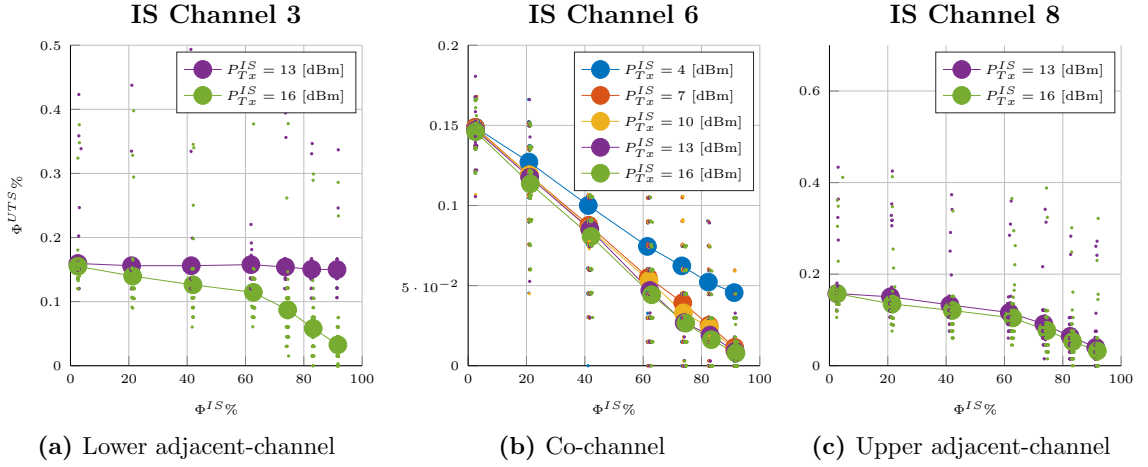 IS Channel 3
IS Channel 6
IS Channel 8
0.5
0.4
0.3
0.2
0.1
0
Φ^{UTS}%
0 20 40 60 80 100
Φ^{IS}%
P_{Tx}^{IS} = 13 [dBm]
P_{Tx}^{IS} = 16 [dBm]
0.15
0.1
5 · 10^{−2}
0
0 20 40 60 80 100
Φ^{IS}%
P_{Tx}^{IS} = 4 [dBm]
P_{Tx}^{IS} = 7 [dBm]
P_{Tx}^{IS} = 10 [dBm]
P_{Tx}^{IS} = 13 [dBm]
P_{Tx}^{IS} = 16 [dBm]
0.6
0.4
0.2
0
0 20 40 60 80 100
Φ^{IS}%
P_{Tx}^{IS} = 13 [dBm]
P_{Tx}^{IS} = 16 [dBm]
(a) Lower adjacent-channel
(b) Co-channel
(c) Upper adjacent-channel